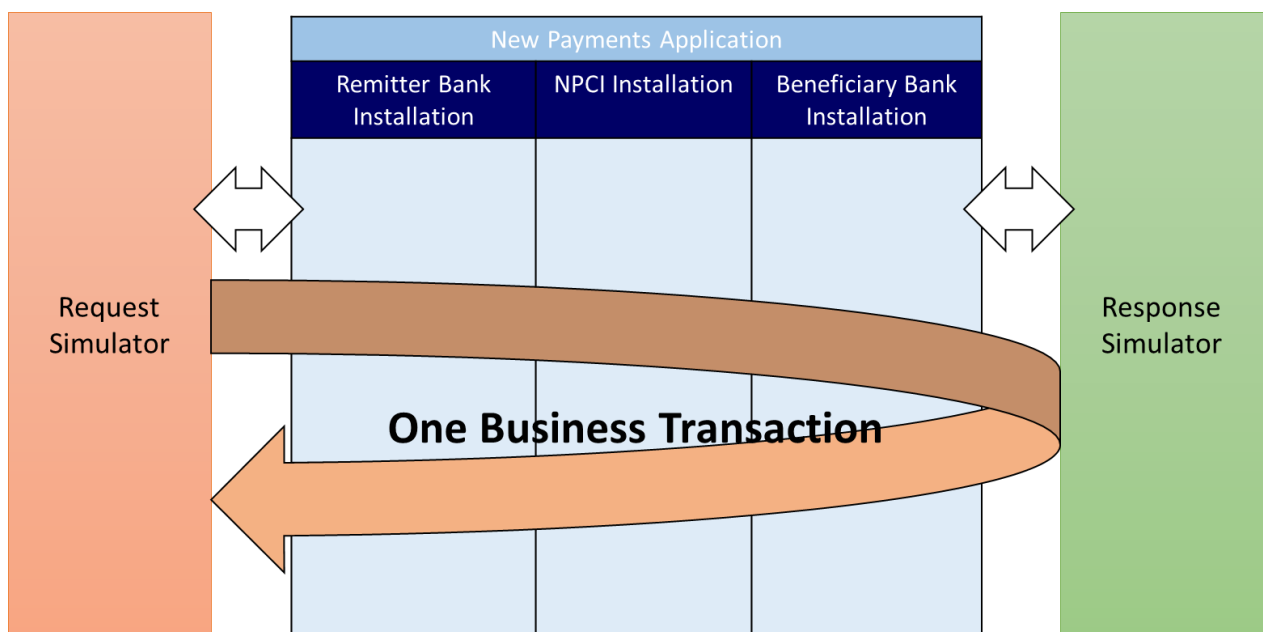 New Payments Application
Remitter Bank
Installation
NPCI Installation
Beneficiary Bank
Installation
Request
Simulator
Response
Simulator
One Business Transaction